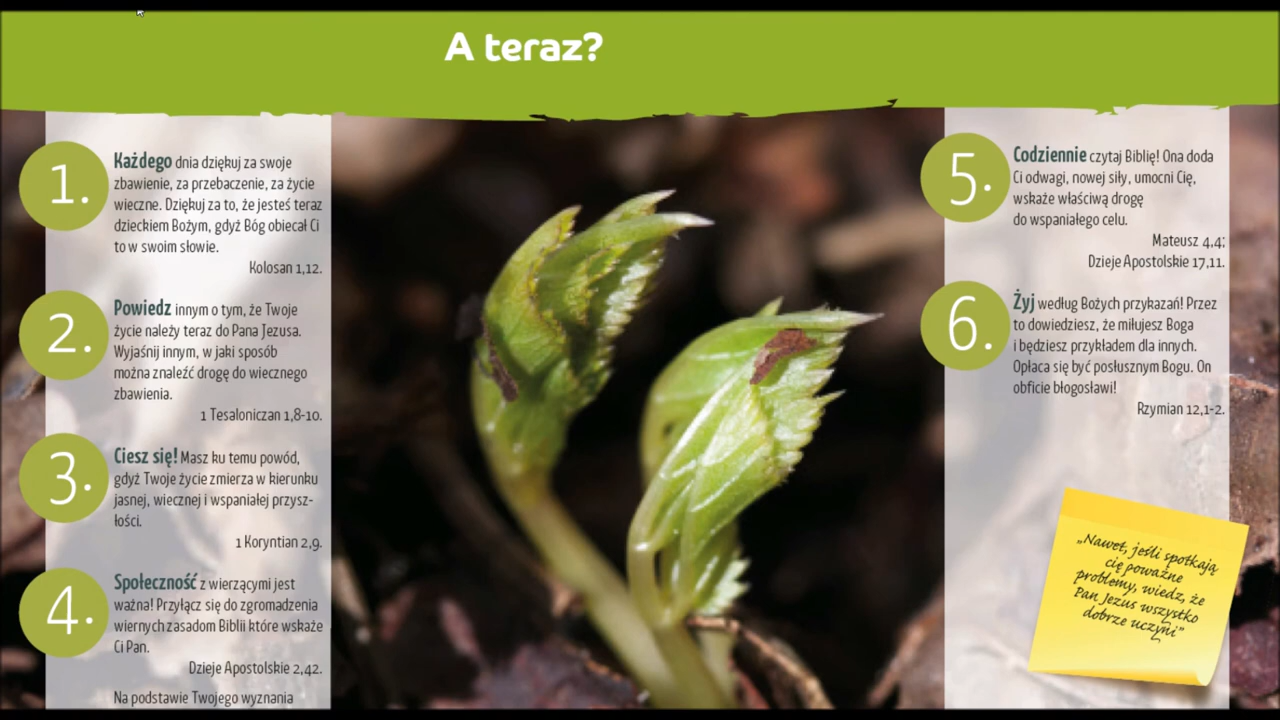 A teraz?
1.
Każdego dnia dziękuj za swoje
zbawienie, za przebaczenie, za życie
wieczne. Dziękuj za to, że jesteś teraz
dzieckiem Bożym, gdyż Bóg obiecał Ci
to w swoim słowie.
Kolosan 1,12.
2.
Powiedz innym o tym, że Twoje
życie należy teraz do Pana Jezusa.
Wyjaśnij innym, w jaki sposób
można znaleźć drogę do wiecznego
zbawienia.
1 Tesaloniczan 1,8-10.
3.
Ciesz się! Masz ku temu powód,
gdyż Twoje życie zmierza w kierunku
jasnej, wiecznej i wspaniałej przysz-
łości.
1 Koryntian 2,9.
4.
Społeczność z wierzącymi jest
ważna! Przyłącz się do zgromadzenia
wiernych zasadom Biblii które wskaże
Ci Pan.
Dzieje Apostolskie 2,42.
Na podstawie Twojego wyznania
5.
Codziennie czytaj Biblię! Ona doda
Ci odwagi, nowej siły, umocni Cię,
wskaże właściwą drogę
do wspaniałego celu.
Mateusz 4,4;
Dzieje Apostolskie 17,11.
6.
Żyj według Bożych przykazań! Przez
to dowiedziesz, że miłujesz Boga
i będziesz przykładem dla innych.
Opłaca się być posłusznym Bogu. On
obficie błogosławi!
Rzymian 12,1-2.
„Nawet, jeśli spotkają
cię poważne
problemy, wiedz, że
Pan Jezus wszystko
dobrze uczyni”